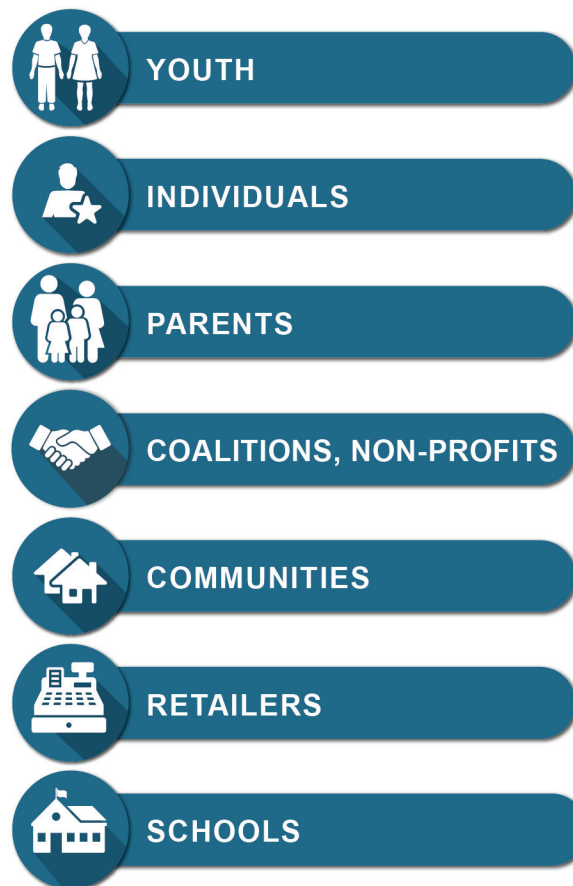 YOUTH
INDIVIDUALS
PARENTS
COALITIONS, NON-PROFITS
COMMUNITIES
RETAILERS
SCHOOLS